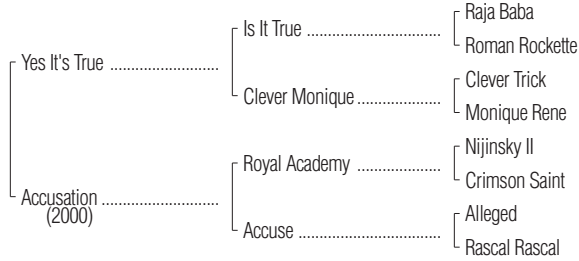 Raja Baba
Is It True ..............................
Roman Rockette
Yes It's True ........................
Clever Trick
Clever Monique ....................
Monique Rene
Nijinsky II
Royal Academy ...................
Crimson Saint
Accusation ..........................
(2000)
Alleged
Accuse .................................
Rascal Rascal